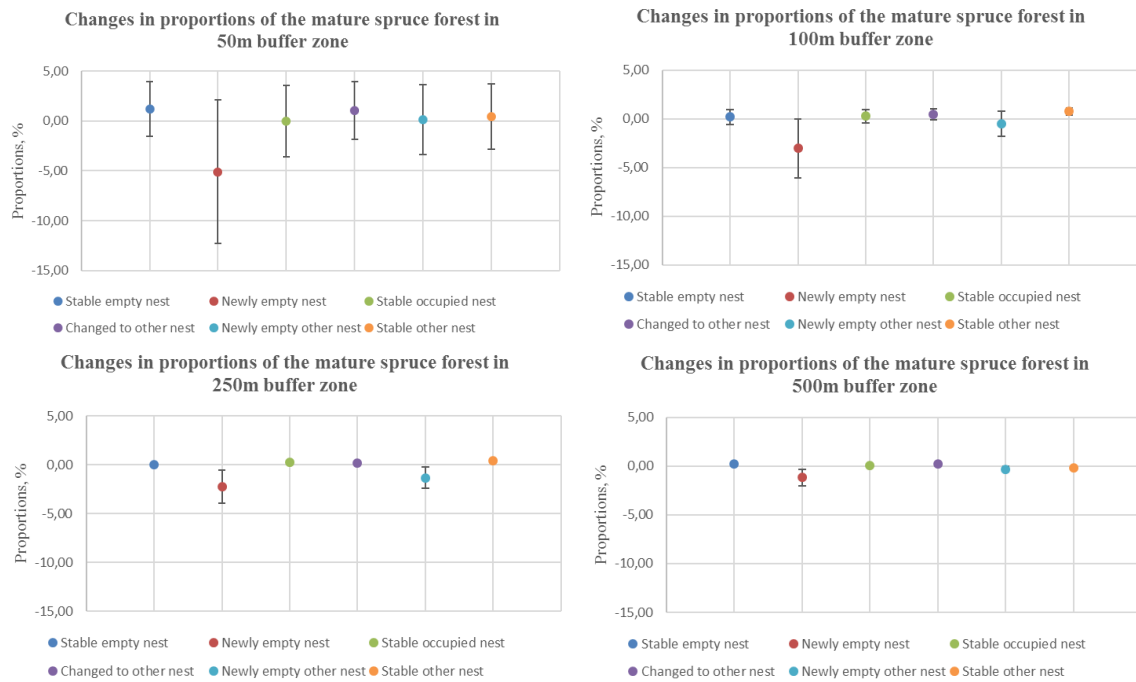 Changes in proportions of the mature spruce forest in
50m buffer zone
5,00
0,00
-5,00
-10,00
-15,00
Proportions, %
Stable empty nest
Newly empty nest
Stable occupied nest
Changed to other nest
Newly empty other nest
Stable other nest
Changes in proportions of the mature spruce forest in
100m buffer zone
5,00
0,00
-5,00
-10,00
-15,00
Proportions, %
Stable empty nest
Newly empty nest
Stable occupied nest
Changed to other nest
Newly empty other nest
Stable other nest
Changes in proportions of the mature spruce forest in
250m buffer zone
5,00
0,00
-5,00
-10,00
-15,00
Proportions, %
Stable empty nest
Newly empty nest
Stable occupied nest
Changed to other nest
Newly empty other nest
Stable other nest
Changes in proportions of the mature spruce forest in
500m buffer zone
5,00
0,00
-5,00
-10,00
-15,00
Proportions, %
Stable empty nest
Newly empty nest
Stable occupied nest
Changed to other nest
Newly empty other nest
Stable other nest